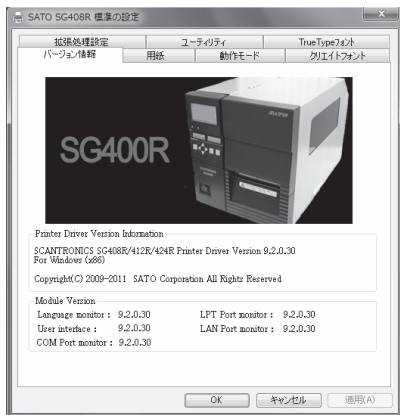 SATO SG408R 標準の設定
拡張処理設定 ユーティリティ TrueTypeフォント
バージョン情報 用紙 動作モード クリエイトフォント
SATO
SG400R
Printer Driver Version Information
SCANTRONICS SG408R/412R/424R Printer Driver Version 9.2.0.30
For Windows (x86)
Copyright(C) 2009-2011 SATO Corporation All Rights Reserved
Module Version
Language monitor : 9.2.0.30 LPT Port monitor : 9.2.0.30
User interface : 9.2.0.30 LAN Port monitor : 9.2.0.30
COM Port monitor : 9.2.0.30
OK キャンセル 適用(A)